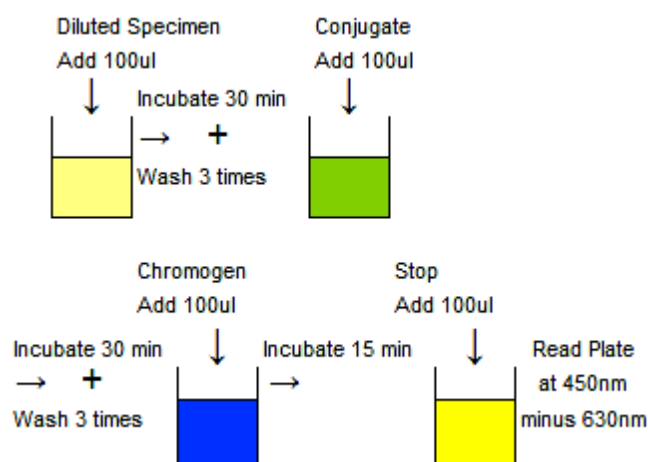 Diluted Specimen
Add 100ul
Conjugate
Add 100ul
↓
↓
Incubate 30 min
→ +
Wash 3 times
Chromogen
Add 100ul
Stop
Add 100ul
Incubate 30 min
→ +
Wash 3 times
↓
Incubate 15 min
→
↓
Read Plate
at 450nm
minus 630nm